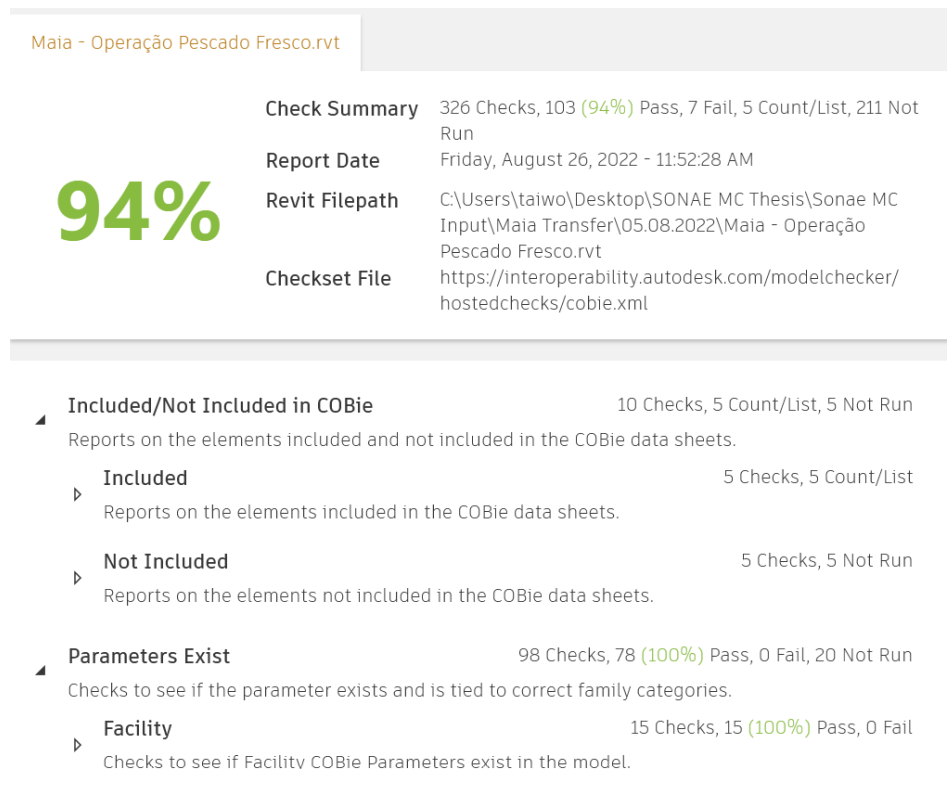 Maia - Operação Pescado Fresco.rvt
94%
Check Summary 326 Checks, 103 (94%) Pass, 7 Fail, 5 Count/List, 211 Not
Run
Report Date Friday, August 26, 2022 - 11:52:28 AM
Revit Filepath C:\Users\taiwo\Desktop\SONAE MC Thesis\Sonae MC
Input\Maia Transfer\05.08.2022\Maia - Operação
Pescado Fresco.rvt
Checkset File https://interoperability.autodesk.com/modelchecker/
hostedchecks/cobie.xml
Included/Not Included in COBie 10 Checks, 5 Count/List, 5 Not Run
Reports on the elements included and not included in the COBie data sheets.
Included 5 Checks, 5 Count/List
Reports on the elements included in the COBie data sheets.
Not Included 5 Checks, 5 Not Run
Reports on the elements not included in the COBie data sheets.
Parameters Exist 98 Checks, 78 (100%) Pass, 0 Fail, 20 Not Run
Checks to see if the parameter exists and is tied to correct family categories.
Facility 15 Checks, 15 (100%) Pass, 0 Fail
Checks to see if Facility COBie Parameters exist in the model.